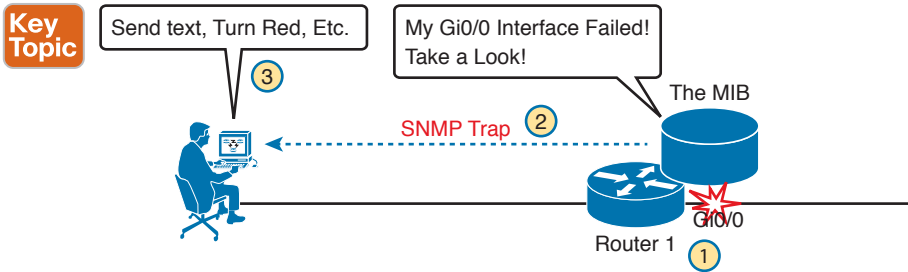 Key
Topic
Send text, Turn Red, Etc.
3
My Gi0/0 Interface Failed!
Take a Look!
The MIB
SNMP Trap
2
Gi0/0
Router 1
1